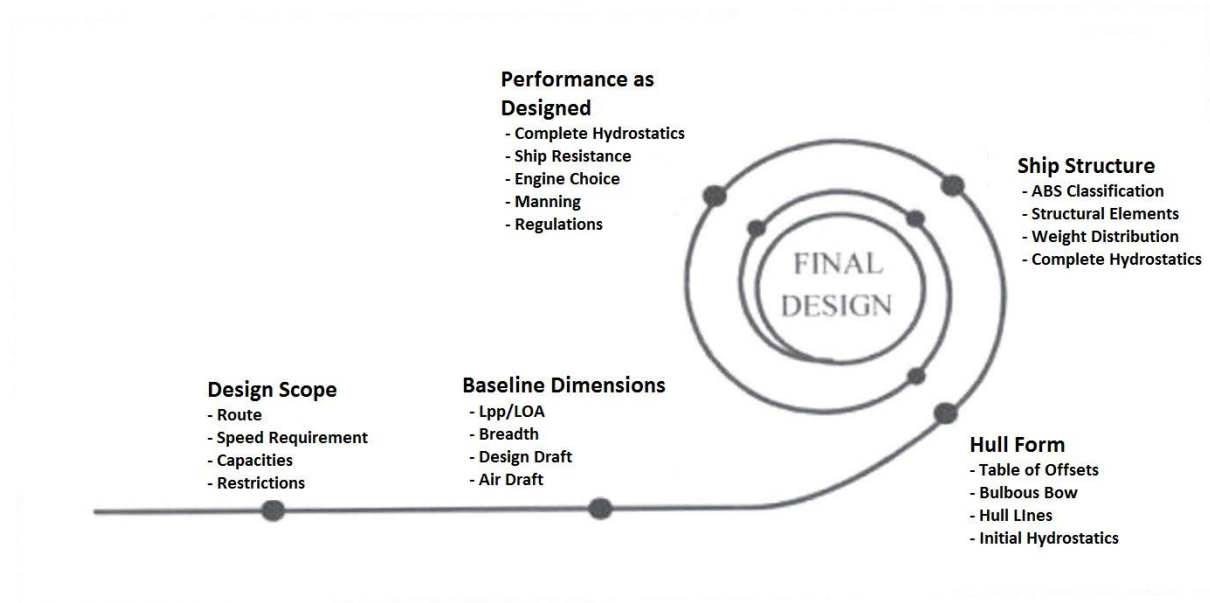 Performance as
Designed
- Complete Hydrostatics
- Ship Resistance
- Engine Choice
- Manning
- Regulations
Ship Structure
- ABS Classification
- Structural Elements
- Weight Distribution
- Complete Hydrostatics
FINAL
DESIGN
Design Scope
- Route
- Speed Requirement
- Capacities
- Restrictions
Baseline Dimensions
- Lpp/LOA
- Breadth
- Design Draft
- Air Draft
Hull Form
- Table of Offsets
- Bulbous Bow
- Hull LInes
- Initial Hydrostatics